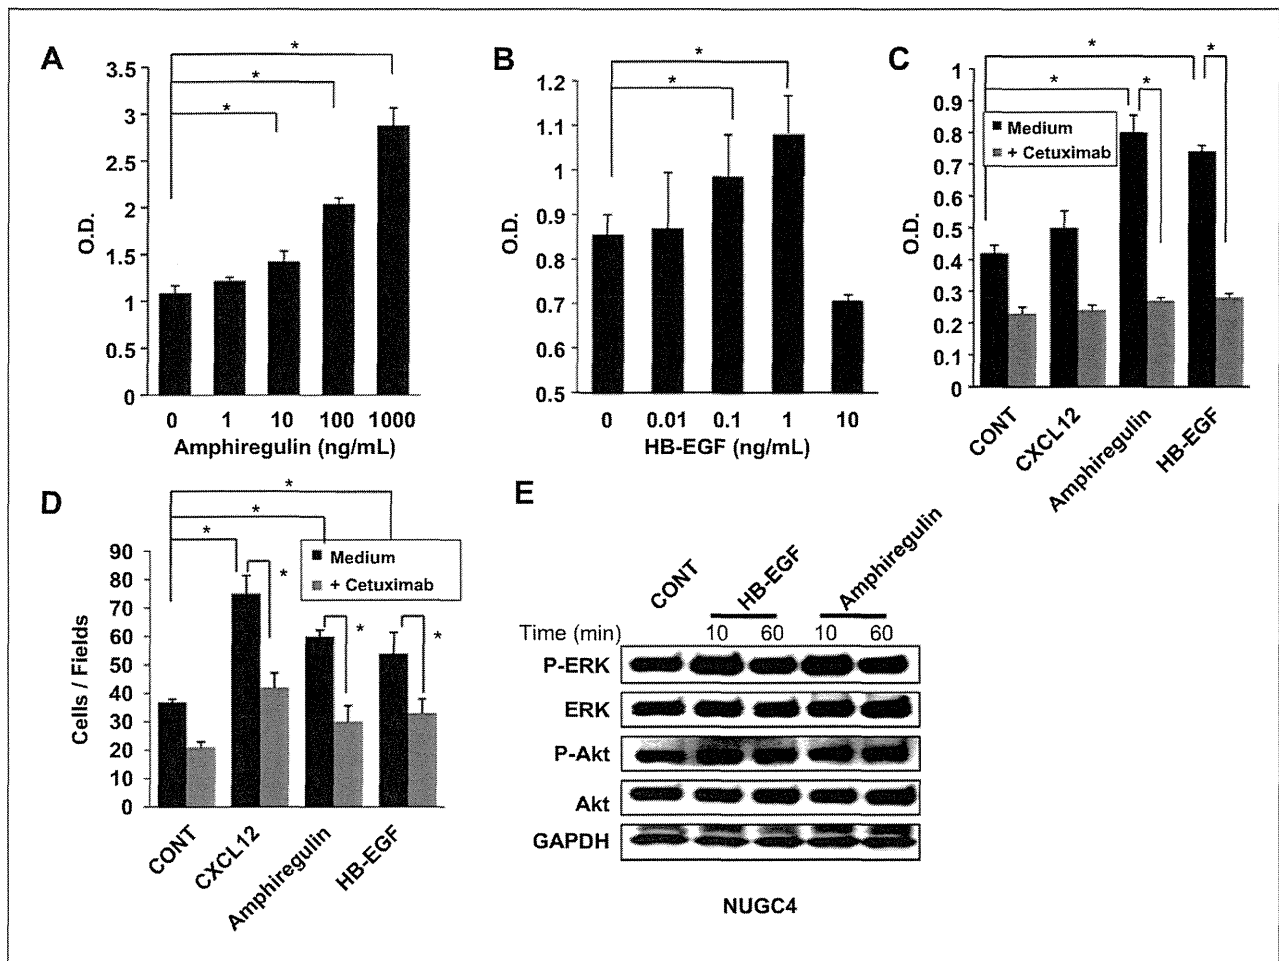 A
*
*
*
3.5
3
2.5
2
1.5
1
0.5
0
O.D.
0 1 10 100 1000
Amphiregulin (ng/mL)
B
*
*
1.2
1.1
1
0.9
0.8
0.7
0.6
0.5
O.D.
0 0.01 0.1 1 10
HB-EGF (ng/mL)
C
* *
* *
1
0.9
0.8
0.7
0.6
0.5
0.4
0.3
0.2
0.1
0
O.D.
Medium
+ Cetuximab
CONT
CXCL12
Amphiregulin
HB-EGF
D
*
*
*
*
*
*
90
80
70
60
50
40
30
20
10
0
Cells / Fields
Medium
+ Cetuximab
CONT
CXCL12
Amphiregulin
HB-EGF
E
CONT
HB-EGF
Amphiregulin
Time (min) 10 60 10 60
P-ERK
ERK
P-Akt
Akt
GAPDH
NUGC4